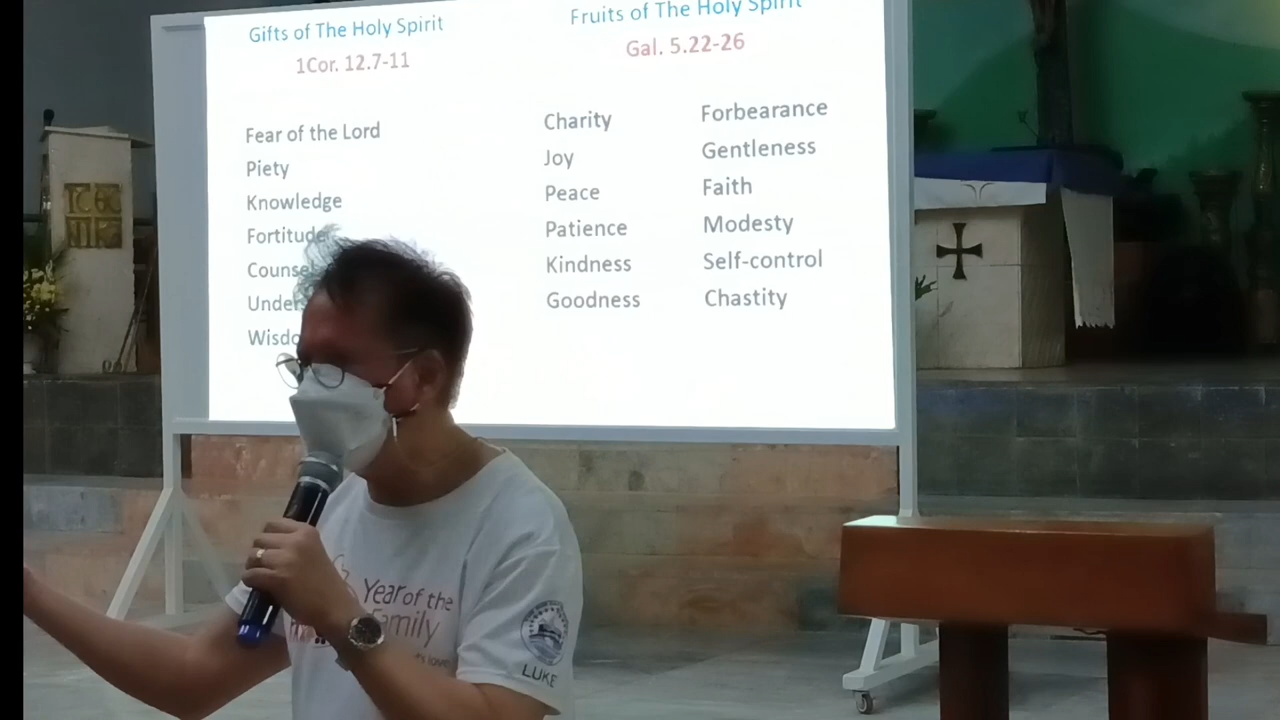 Gifts of The Holy Spirit
1Cor. 12.7-11
Fear of the Lord
Piety
Knowledge
Fortitude
Fruits of The Holy Spirit
Gal. 5.22-26
Charity
Joy
Peace
Patience
Kindness
Goodness
Forbearance
Gentleness
Faith
Modesty
Self-control
Chastity
Year of the
Family
LUKE